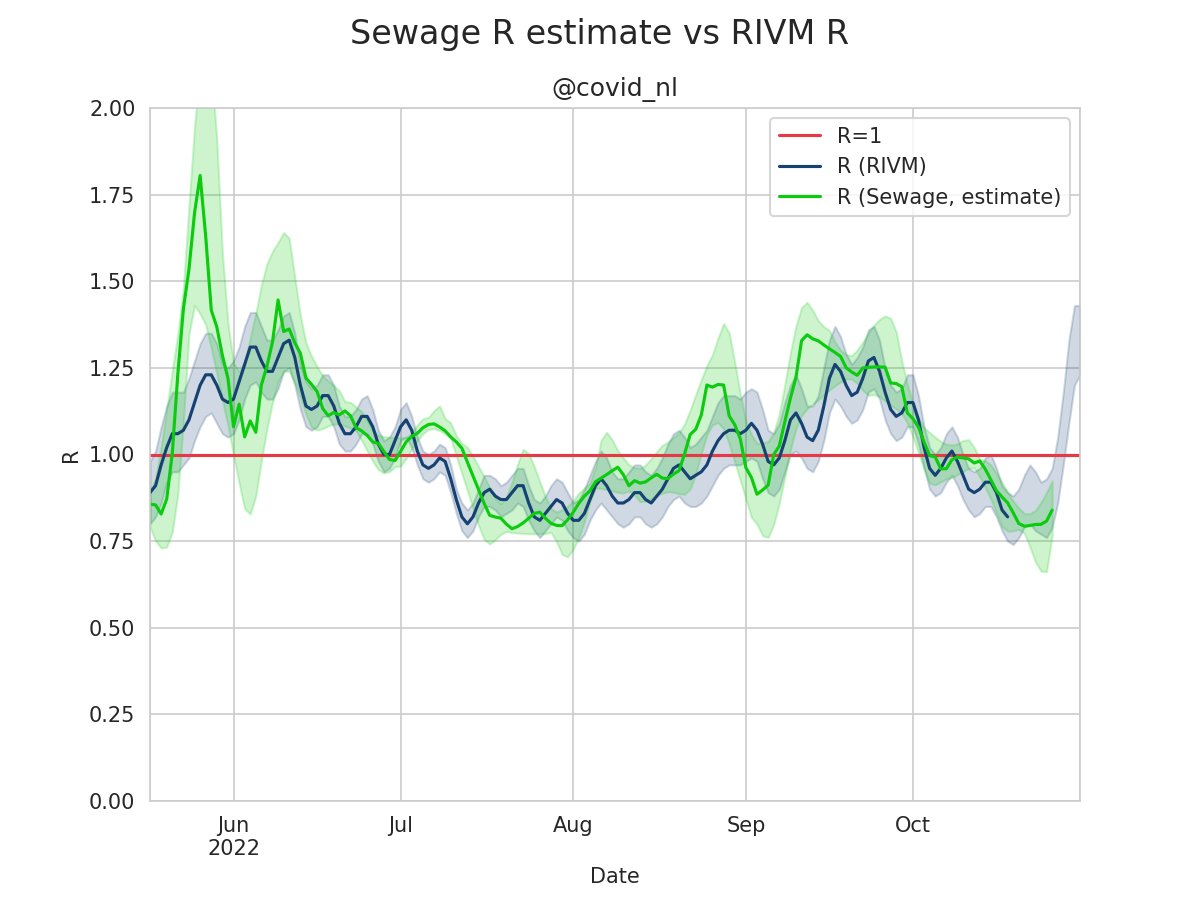 Sewage R estimate vs RIVM R
@covid_nl
R=1
R (RIVM)
R (Sewage, estimate)
2.00
1.75
1.50
1.25
1.00
0.75
0.50
0.25
0.00
R
Jun
2022
Jul
Aug
Sep
Oct
Date